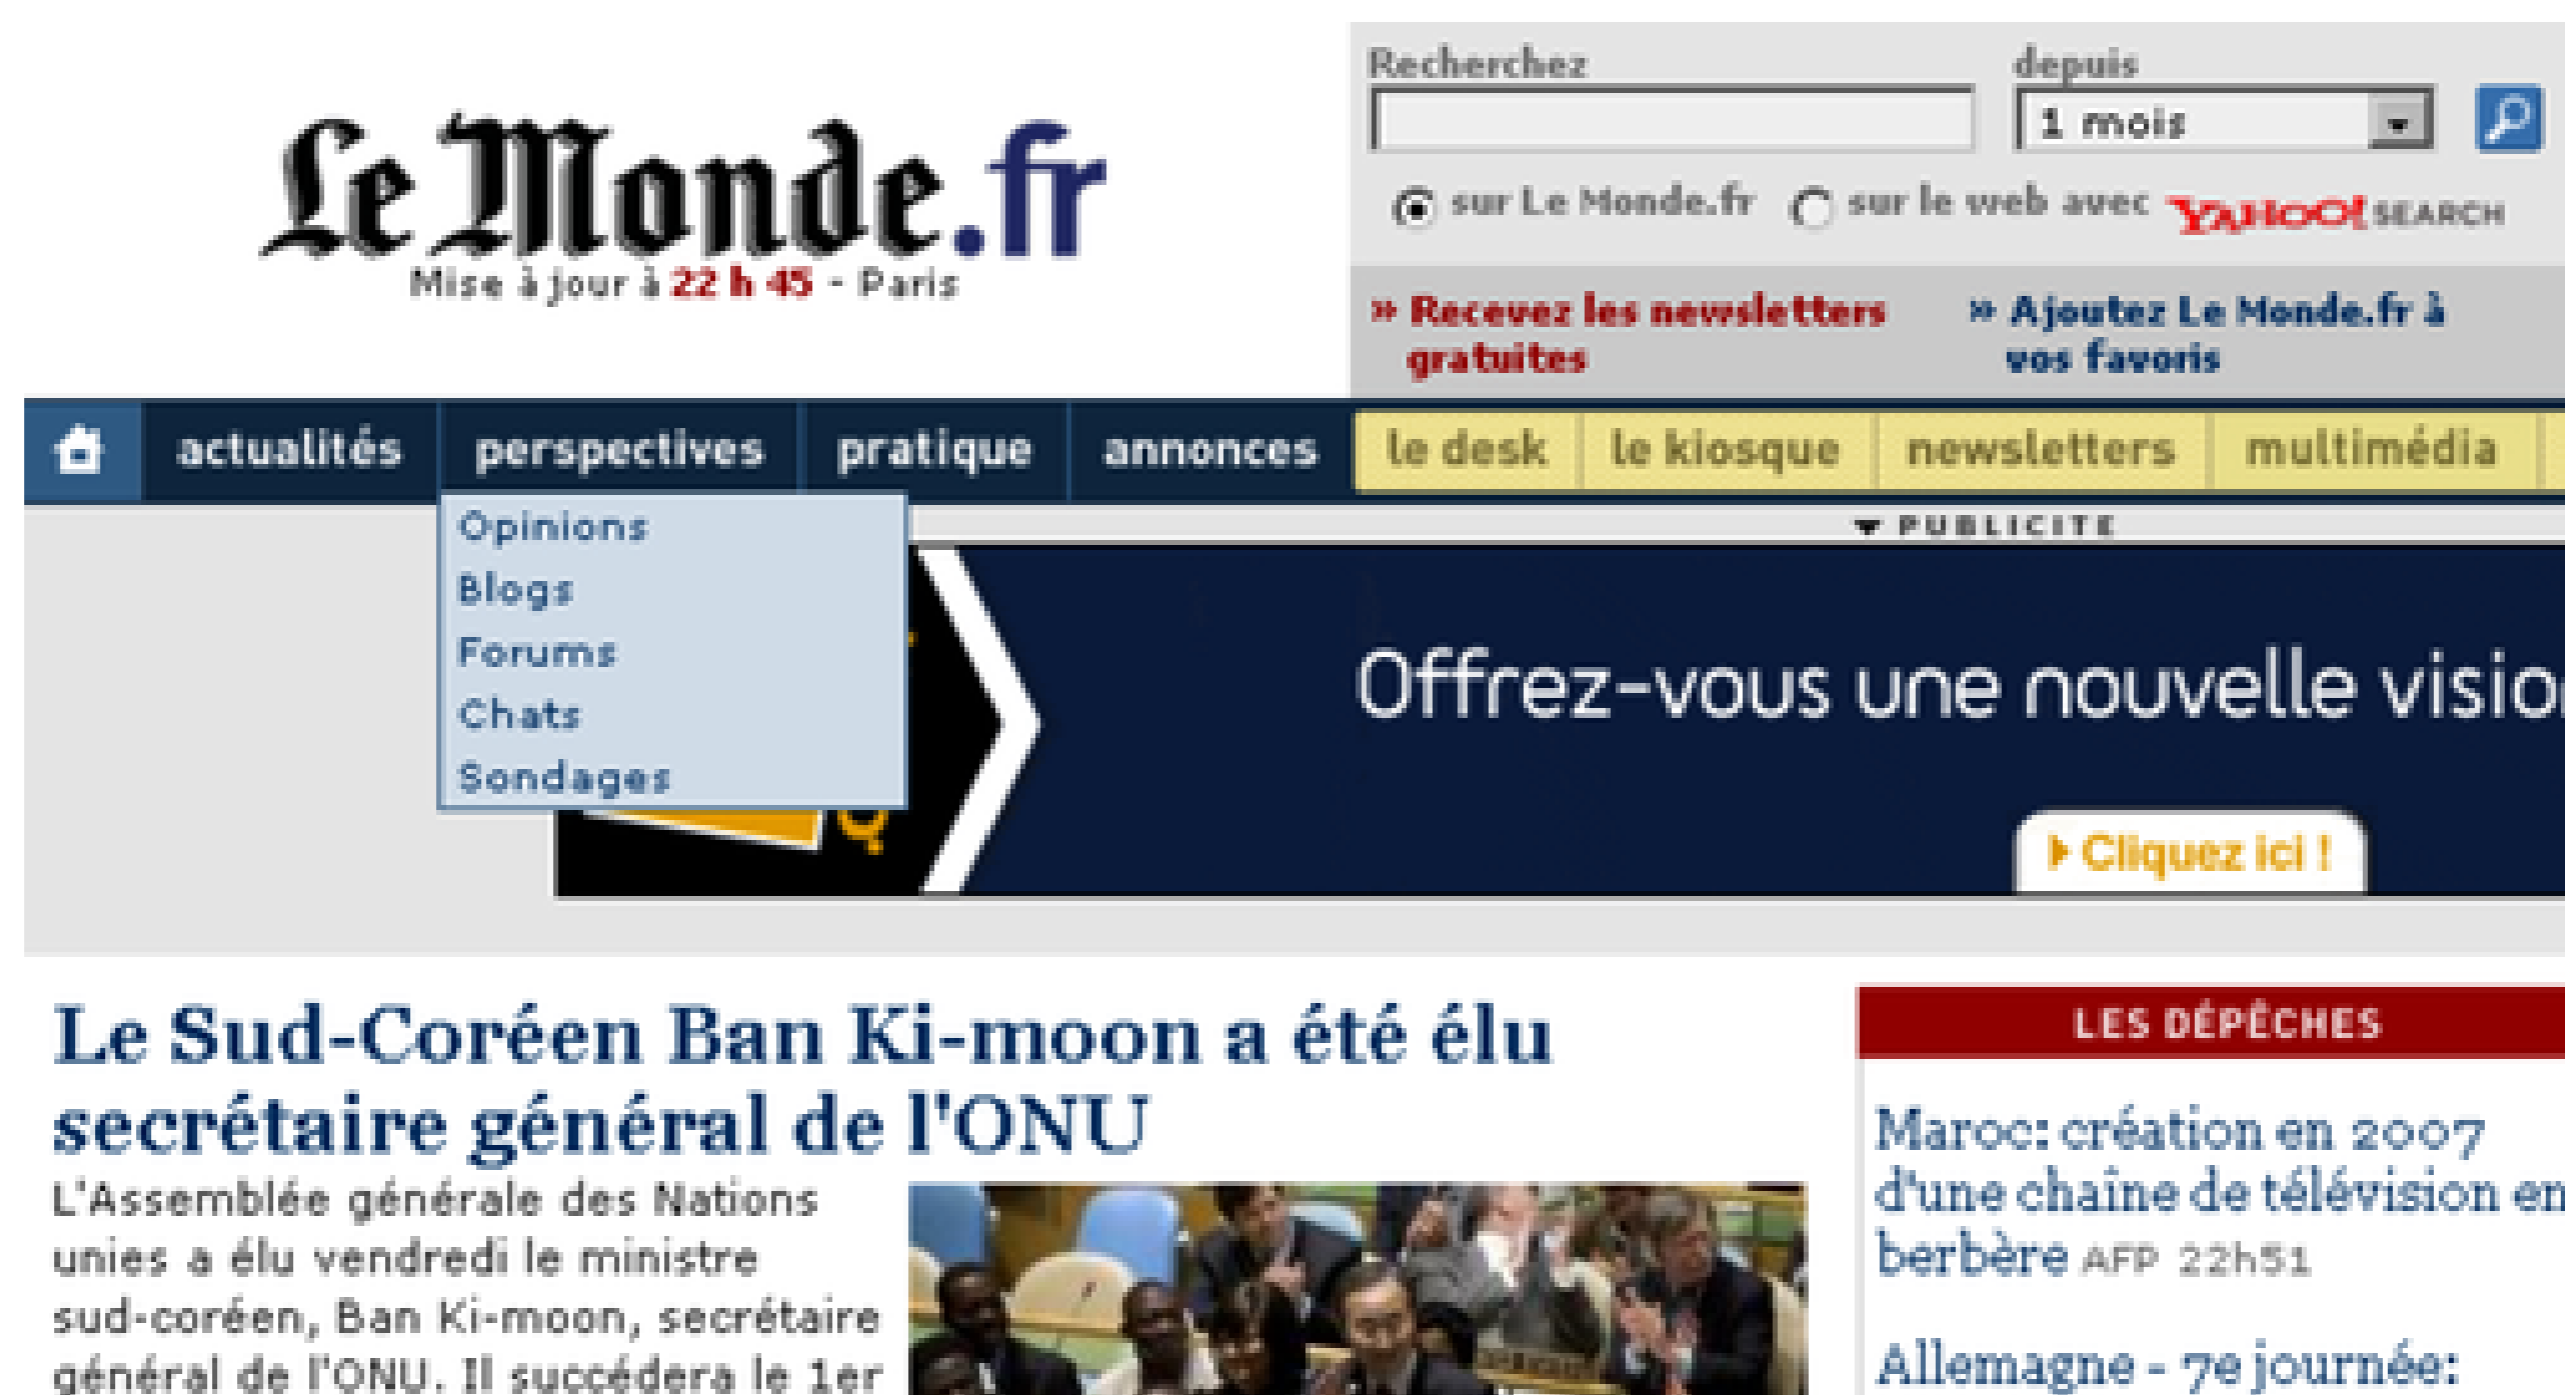 Le Monde.fr
Mise à jour à 22 h 45 - Paris
Recherchez
depuis
1 mois
sur Le Monde.fr
sur le web avec YAHOO! SEARCH
» Recevez les newsletters
gratuites
» Ajoutez Le Monde.fr à
vos favoris
actualités
perspectives
pratique
annonces
le desk
le kiosque
newsletters
multimédia
Opinions
Blogs
Forums
Chats
Sondages
PUBLICITE
Offrez-vous une nouvelle visio
Cliquez ici !
Le Sud-Coréen Ban Ki-moon a été élu
secrétaire général de l'ONU
L'Assemblée générale des Nations
unies a élu vendredi le ministre
sud-coréen, Ban Ki-moon, secrétaire
général de l'ONU. Il succédera le 1er
LES DÉPÊCHES
Maroc: création en 2007
d'une chaîne de télévision en
berbère AFP 22h51
Allemagne - 7e journée: